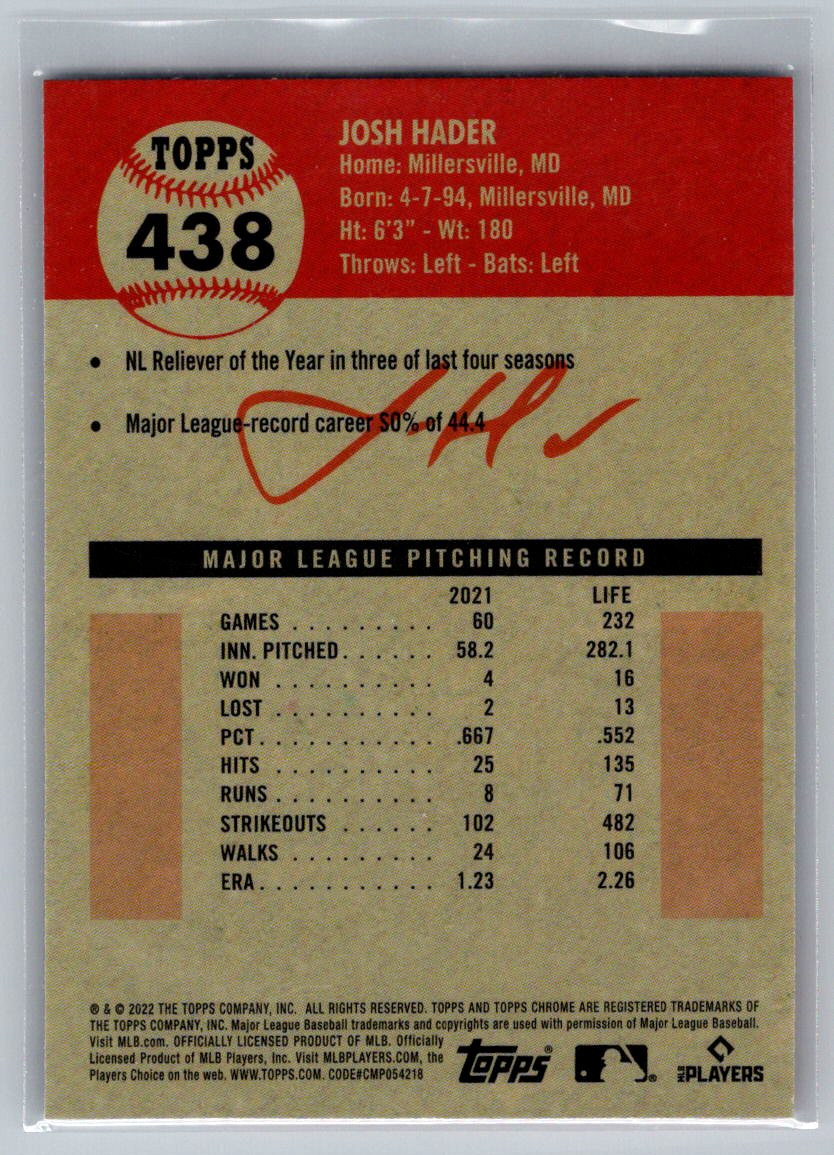 TOPPS
438
JOSH HADER
Home: Millersville, MD
Born: 4-7-94, Millersville, MD
Ht: 6'3" - Wt: 180
Throws: Left - Bats: Left
• NL Reliever of the Year in three of last four seasons
• Major League-record career SO% of 44.4
MAJOR LEAGUE PITCHING RECORD
2021 LIFE
GAMES . . . . . . . . . 60 232
INN. PITCHED. . . . . . 58.2 282.1
WON . . . . . . . . . . 4 16
LOST . . . . . . . . . . 2 13
PCT. . . . . . . . . . . .667 .552
HITS . . . . . . . . . . 25 135
RUNS . . . . . . . . . . 8 71
STRIKEOUTS . . . . . . 102 482
WALKS . . . . . . . . . 24 106
ERA. . . . . . . . . . . 1.23 2.26
® & © 2022 THE TOPPS COMPANY, INC. ALL RIGHTS RESERVED. TOPPS AND TOPPS CHROME ARE REGISTERED TRADEMARKS OF
THE TOPPS COMPANY, INC. Major League Baseball trademarks and copyrights are used with permission of Major League Baseball.
Visit MLB.com. OFFICIALLY LICENSED PRODUCT OF MLB. Officially
Licensed Product of MLB Players, Inc. Visit MLBPLAYERS.COM, the
Players Choice on the web. WWW.TOPPS.COM. CODE#CMP054218
topps®
®
MLB PLAYERS